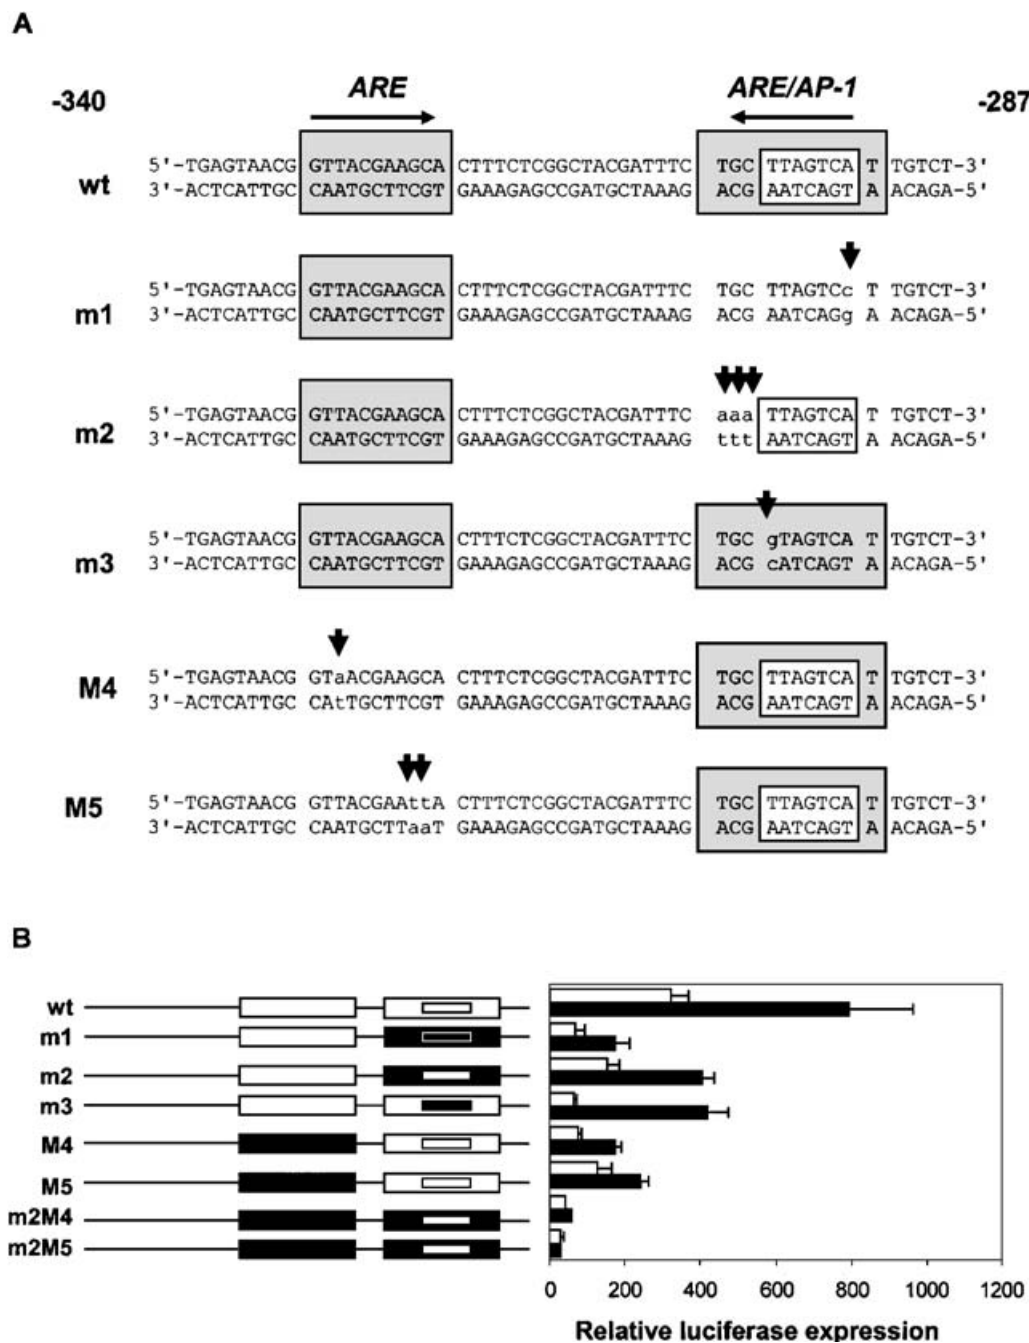 A
-340 ARE ARE/AP-1 -287
wt 5'-TGAGTAACG GTTACGAAGCA CTTTCTCGGCTACGATTTC TGC TTAGTCA T TGTCT-3'
3'-ACTCATTGC CAATGCTTCGT GAAAGAGCCGATGCTAAAG ACG AATCAGT A ACAGA-5'
m1 5'-TGAGTAACG GTTACGAAGCA CTTTCTCGGCTACGATTTC TGC TTAGTCc T TGTCT-3'
3'-ACTCATTGC CAATGCTTCGT GAAAGAGCCGATGCTAAAG ACG AATCAGg A ACAGA-5'
m2 5'-TGAGTAACG GTTACGAAGCA CTTTCTCGGCTACGATTTC aaa TTAGTCA T TGTCT-3'
3'-ACTCATTGC CAATGCTTCGT GAAAGAGCCGATGCTAAAG ttt AATCAGT A ACAGA-5'
m3 5'-TGAGTAACG GTTACGAAGCA CTTTCTCGGCTACGATTTC TGC gTAGTCA T TGTCT-3'
3'-ACTCATTGC CAATGCTTCGT GAAAGAGCCGATGCTAAAG ACG cATCAGT A ACAGA-5'
M4 5'-TGAGTAACG GTaACGAAGCA CTTTCTCGGCTACGATTTC TGC TTAGTCA T TGTCT-3'
3'-ACTCATTGC CAtTGCTTCGT GAAAGAGCCGATGCTAAAG ACG AATCAGT A ACAGA-5'
M5 5'-TGAGTAACG GTTACGAAttA CTTTCTCGGCTACGATTTC TGC TTAGTCA T TGTCT-3'
3'-ACTCATTGC CAATGCTTaaT GAAAGAGCCGATGCTAAAG ACG AATCAGT A ACAGA-5'
B
wt
m1
m2
m3
M4
M5
m2M4
m2M5
0 200 400 600 800 1000 1200
Relative luciferase expression